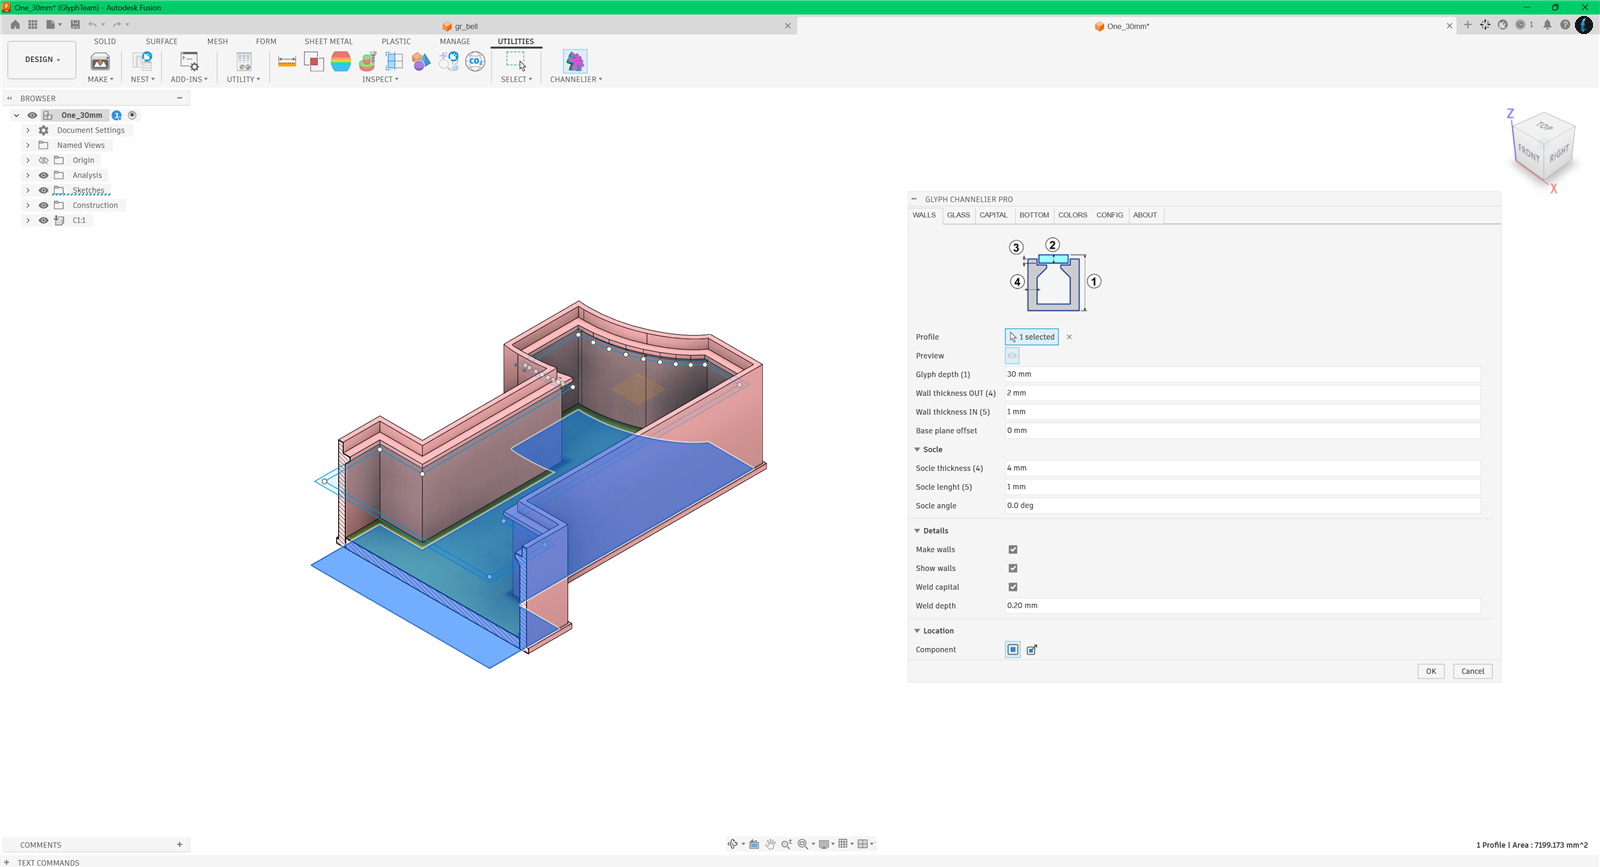 One_30mm* (GlyphTeam) - Autodesk Fusion
gr_bell
One_30mm*
1
DESIGN
SOLID SURFACE MESH FORM SHEET METAL PLASTIC MANAGE UTILITIES
CO2
MAKE NEST ADD-INS UTILITY INSPECT SELECT CHANNELIER
BROWSER
One_30mm
Document Settings
Named Views
Origin
Analysis
Sketches
Construction
C1:1
Z
TOP
FRONT
RIGHT
X
GLYPH CHANNELIER PRO
WALLS GLASS CAPITAL BOTTOM COLORS CONFIG ABOUT
3 2
4 1
Profile 1 selected
Preview
Glyph depth (1) 30 mm
Wall thickness OUT (4) 2 mm
Wall thickness IN (5) 1 mm
Base plane offset 0 mm
Socle
Socle thickness (4) 4 mm
Socle lenght (5) 1 mm
Socle angle 0.0 deg
Details
Make walls
Show walls
Weld capital
Weld depth 0.20 mm
Location
Component
OK Cancel
COMMENTS
1 Profile | Area : 7199.173 mm^2
TEXT COMMANDS